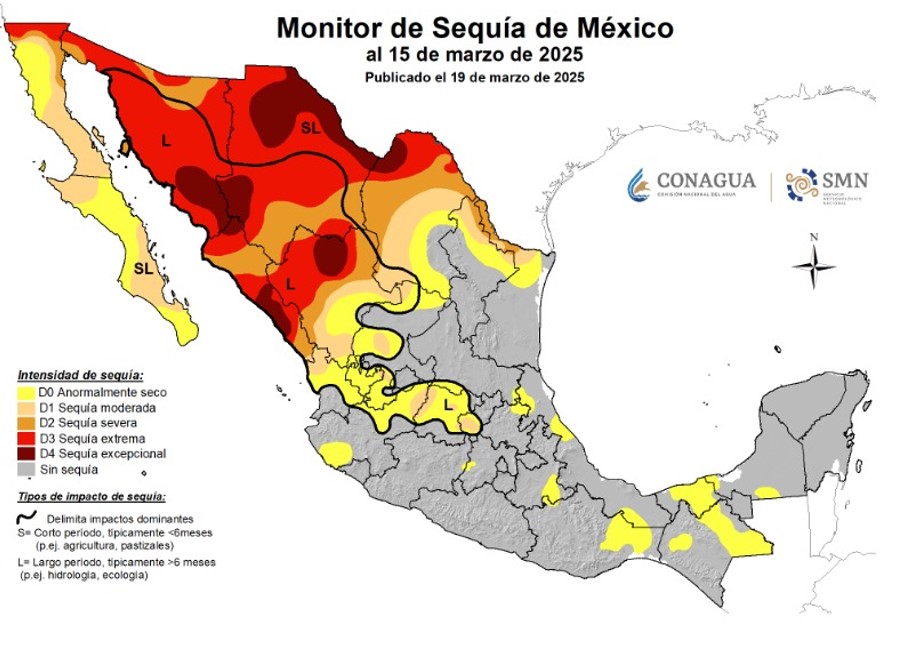 Monitor de Sequía de México
al 15 de marzo de 2025
Publicado el 19 de marzo de 2025
L
SL
CONAGUA
COMISIÓN NACIONAL DEL AGUA
SMN
SERVICIO
METEOROLÓGICO
NACIONAL
N
SL
L
L
Intensidad de sequía:
D0 Anormalmente seco
D1 Sequía moderada
D2 Sequía severa
D3 Sequía extrema
D4 Sequía excepcional
Sin sequía
Tipos de impacto de sequía:
Delimita impactos dominantes
S= Corto período, típicamente <6meses
(p.ej. agricultura, pastizales)
L= Largo período, típicamente >6 meses
(p.ej. hidrología, ecología)